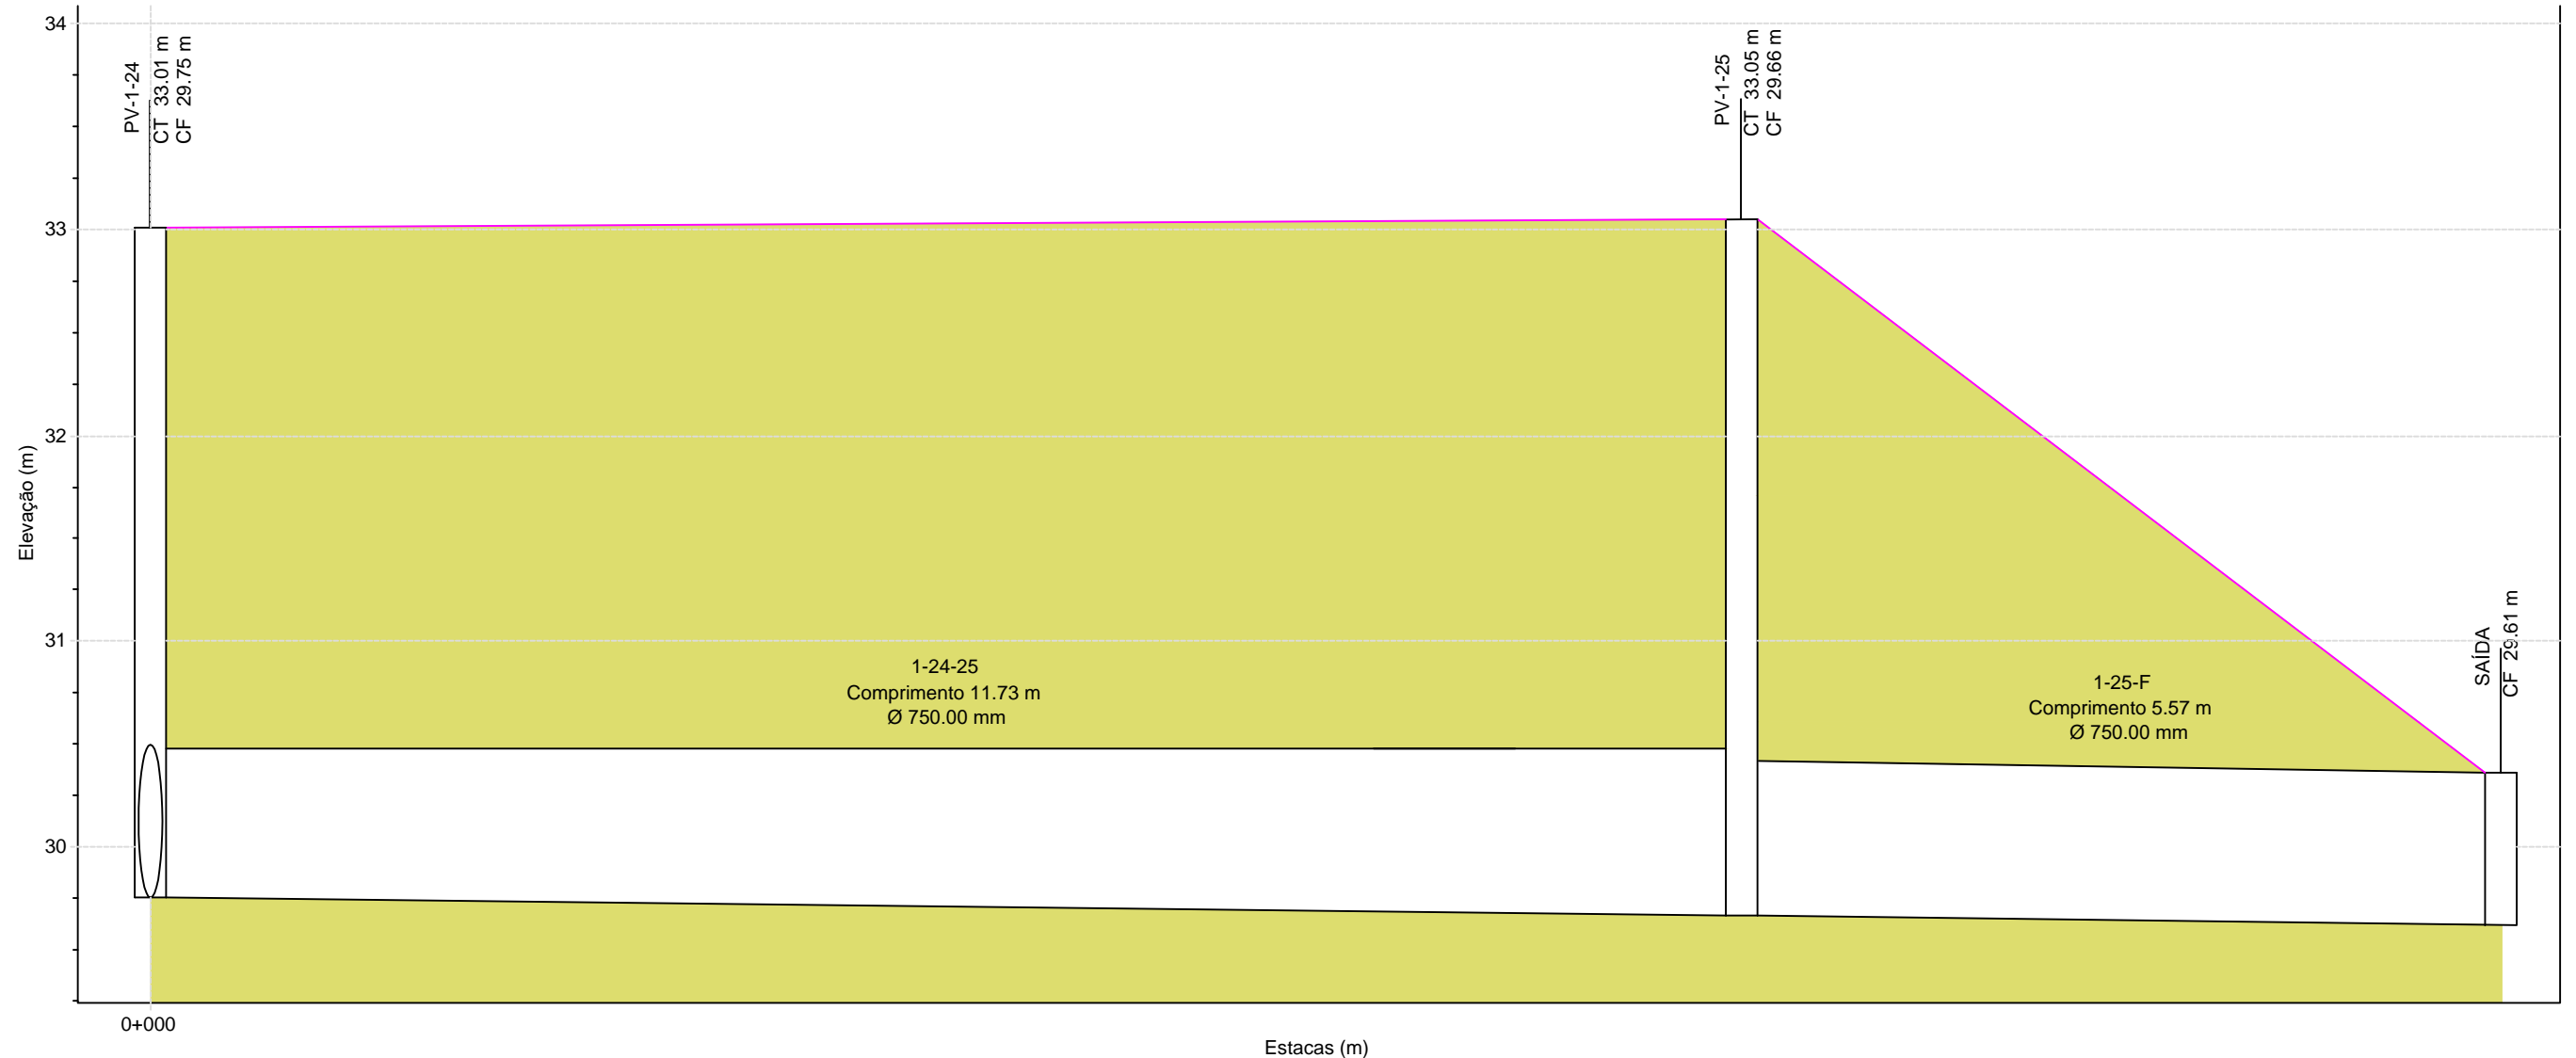 34
33
32
31
30
Elevação (m)
PV-1-24
CT 33.01 m
CF 29.75 m
PV-1-25
CT 33.05 m
CF 29.66 m
1-24-25
Comprimento 11.73 m
Ø 750.00 mm
1-25-F
Comprimento 5.57 m
Ø 750.00 mm
SAÍDA
CF 29.61 m
0+000
Estacas (m)